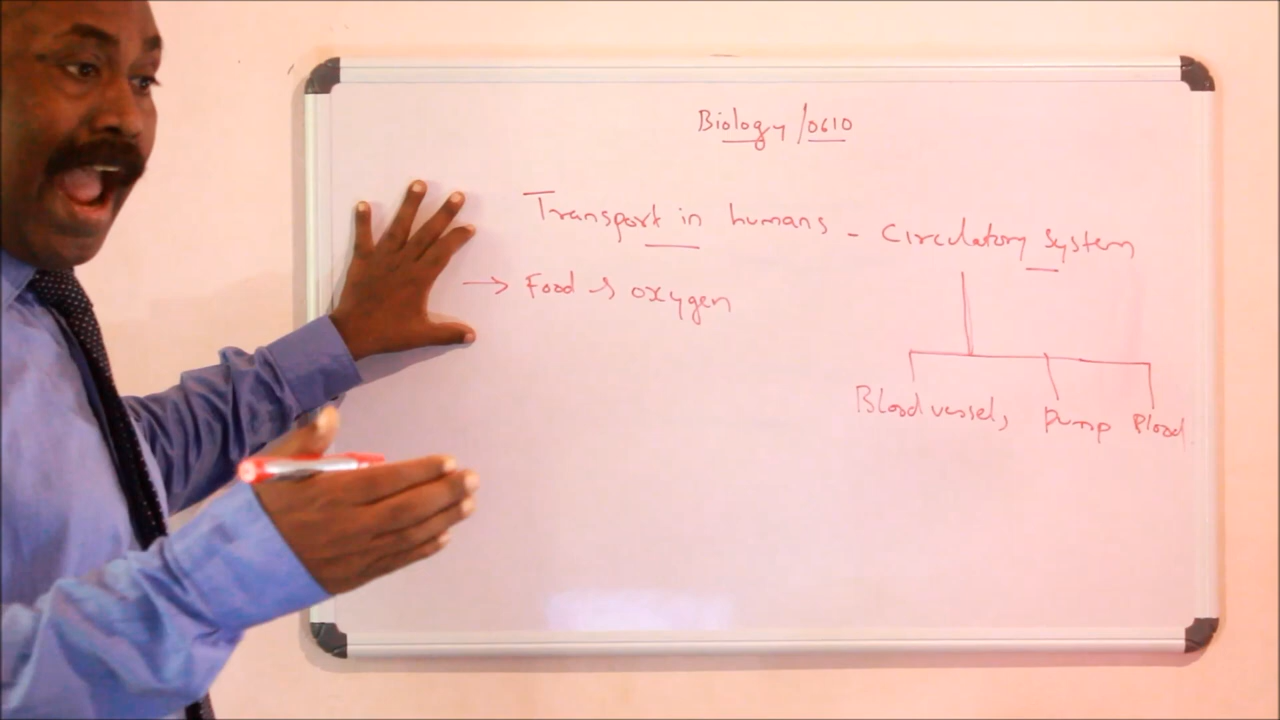 Biology / 0610
Transport in humans - Circulatory System
→ Food & oxygen
Blood vessels pump Blood